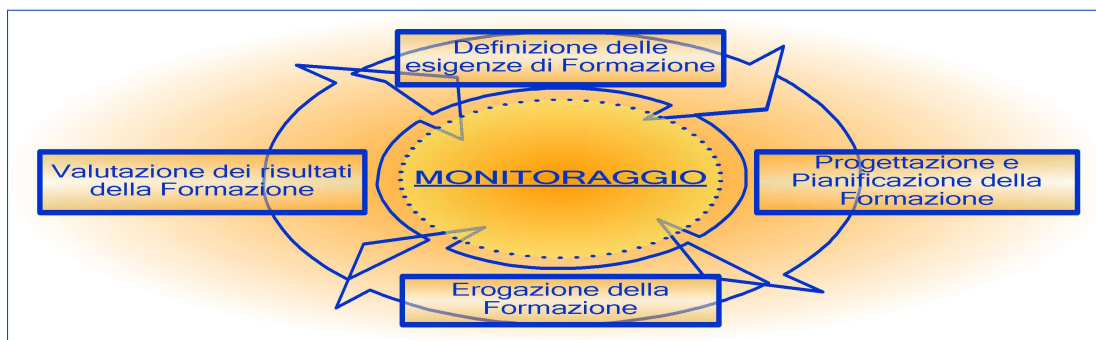 Definizione delle
esigenze di Formazione
Valutazione dei risultati
della Formazione
MONITORAGGIO
Progettazione e
Pianificazione della
Formazione
Erogazione della
Formazione